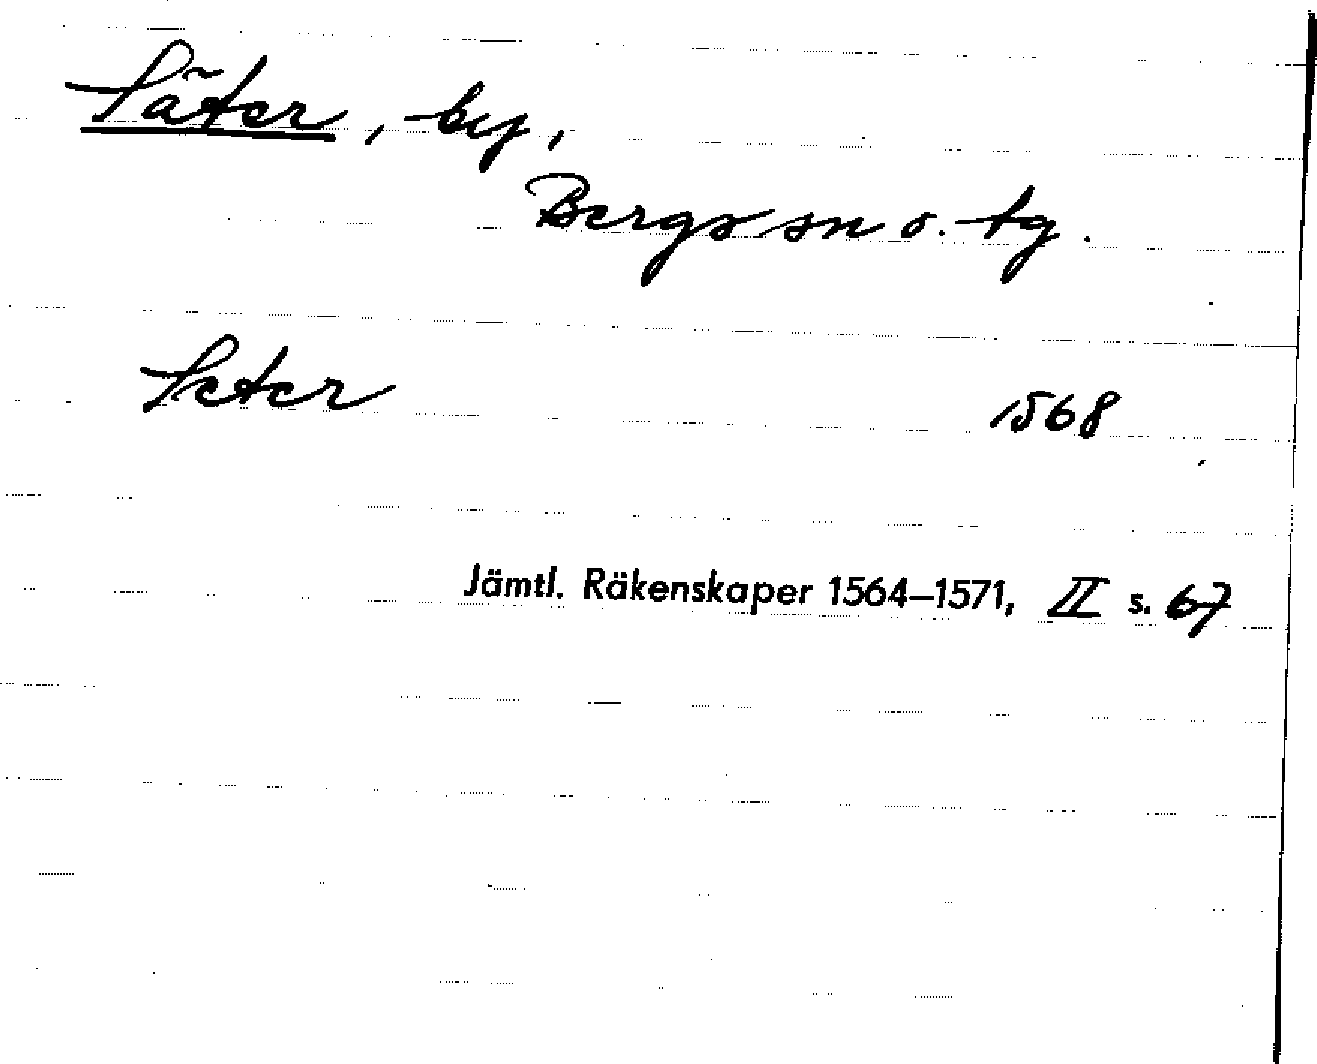 Säter, by,
Bergs sn o. tg.
Seter 1568
Jämtl. Räkenskaper 1564–1571, II s. 67